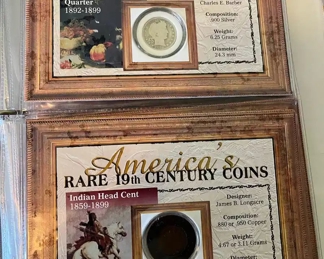 Quarter
1892-1899
Charles E. Barber
Composition:
.900 Silver
Weight:
6.25 Grams
Diameter:
24.3 mm
America's
RARE 19th CENTURY COINS
Indian Head Cent
1859-1899
Designer:
James B. Longacre
Composition:
.880 or .950 Copper
Weight:
4.67 or 3.11 Grams
Diameter: